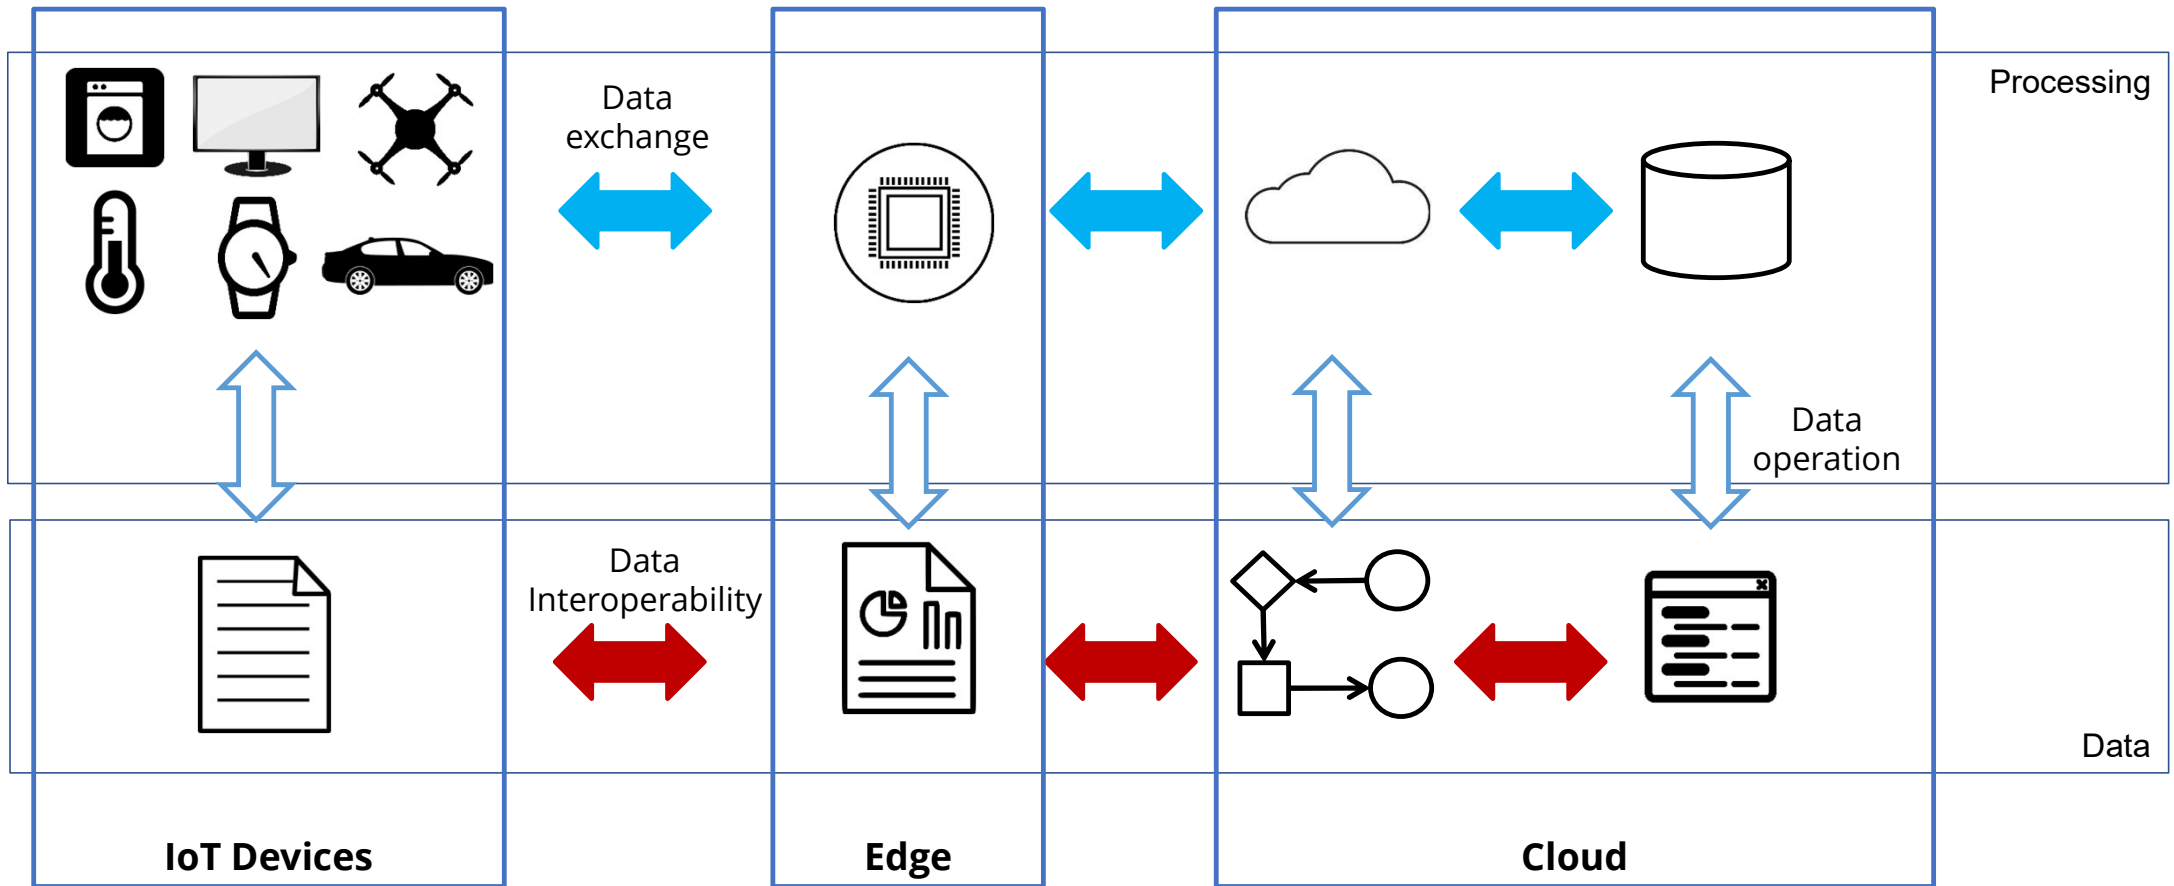 Processing
Data
exchange
Data
operation
Data
Interoperability
Data
IoT Devices
Edge
Cloud